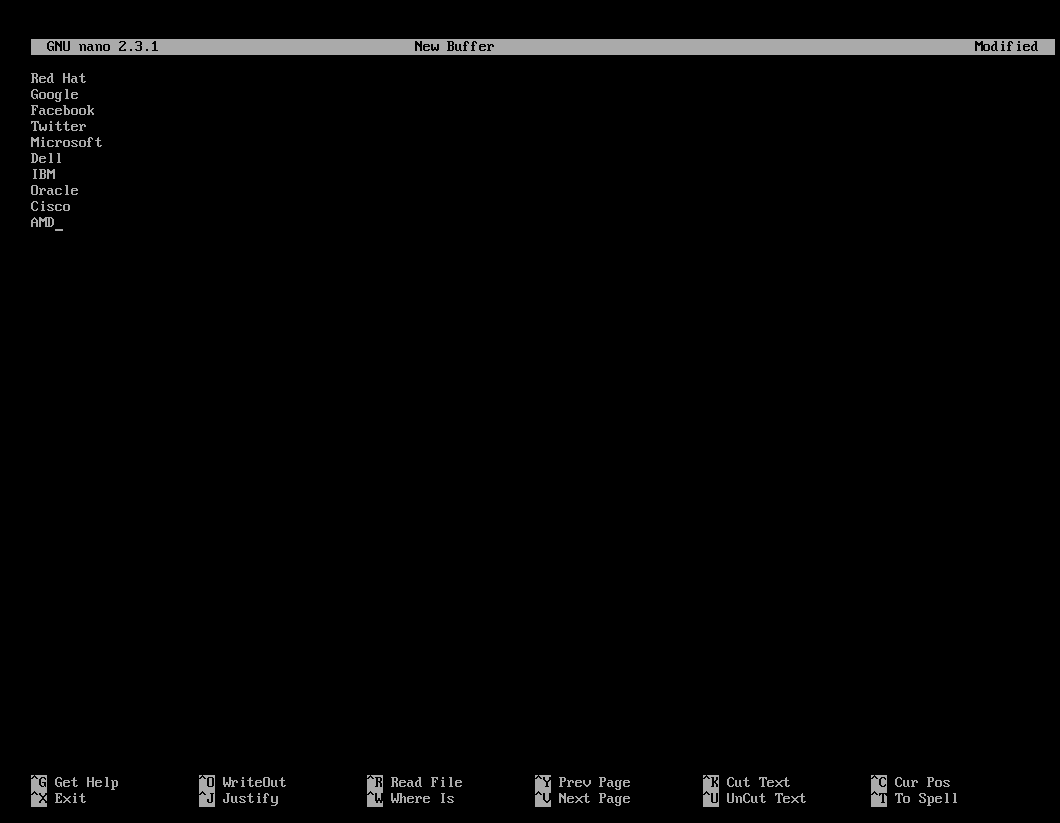 GNU nano 2.3.1 New Buffer Modified
Red Hat
Google
Facebook
Twitter
Microsoft
Dell
IBM
Oracle
Cisco
AMD_
^G Get Help ^O WriteOut ^R Read File ^Y Prev Page ^K Cut Text ^C Cur Pos
^X Exit ^J Justify ^W Where Is ^V Next Page ^U UnCut Text ^T To Spell